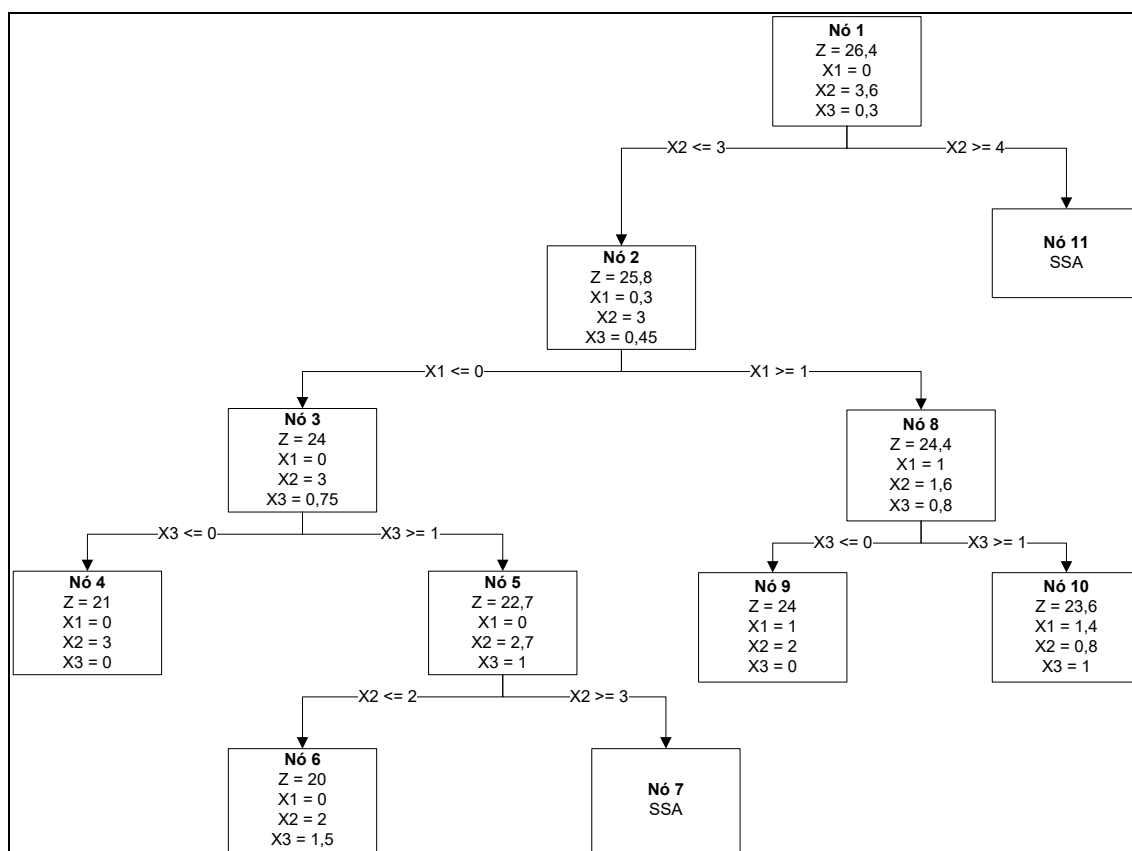 Nó 1
Z = 26,4
X1 = 0
X2 = 3,6
X3 = 0,3
X2 <= 3
X2 >= 4
Nó 11
SSA
Nó 2
Z = 25,8
X1 = 0,3
X2 = 3
X3 = 0,45
X1 <= 0
X1 >= 1
Nó 3
Z = 24
X1 = 0
X2 = 3
X3 = 0,75
Nó 8
Z = 24,4
X1 = 1
X2 = 1,6
X3 = 0,8
X3 <= 0
X3 >= 1
X3 <= 0
X3 >= 1
Nó 4
Z = 21
X1 = 0
X2 = 3
X3 = 0
Nó 5
Z = 22,7
X1 = 0
X2 = 2,7
X3 = 1
Nó 9
Z = 24
X1 = 1
X2 = 2
X3 = 0
Nó 10
Z = 23,6
X1 = 1,4
X2 = 0,8
X3 = 1
X2 <= 2
X2 >= 3
Nó 6
Z = 20
X1 = 0
X2 = 2
X3 = 1,5
Nó 7
SSA